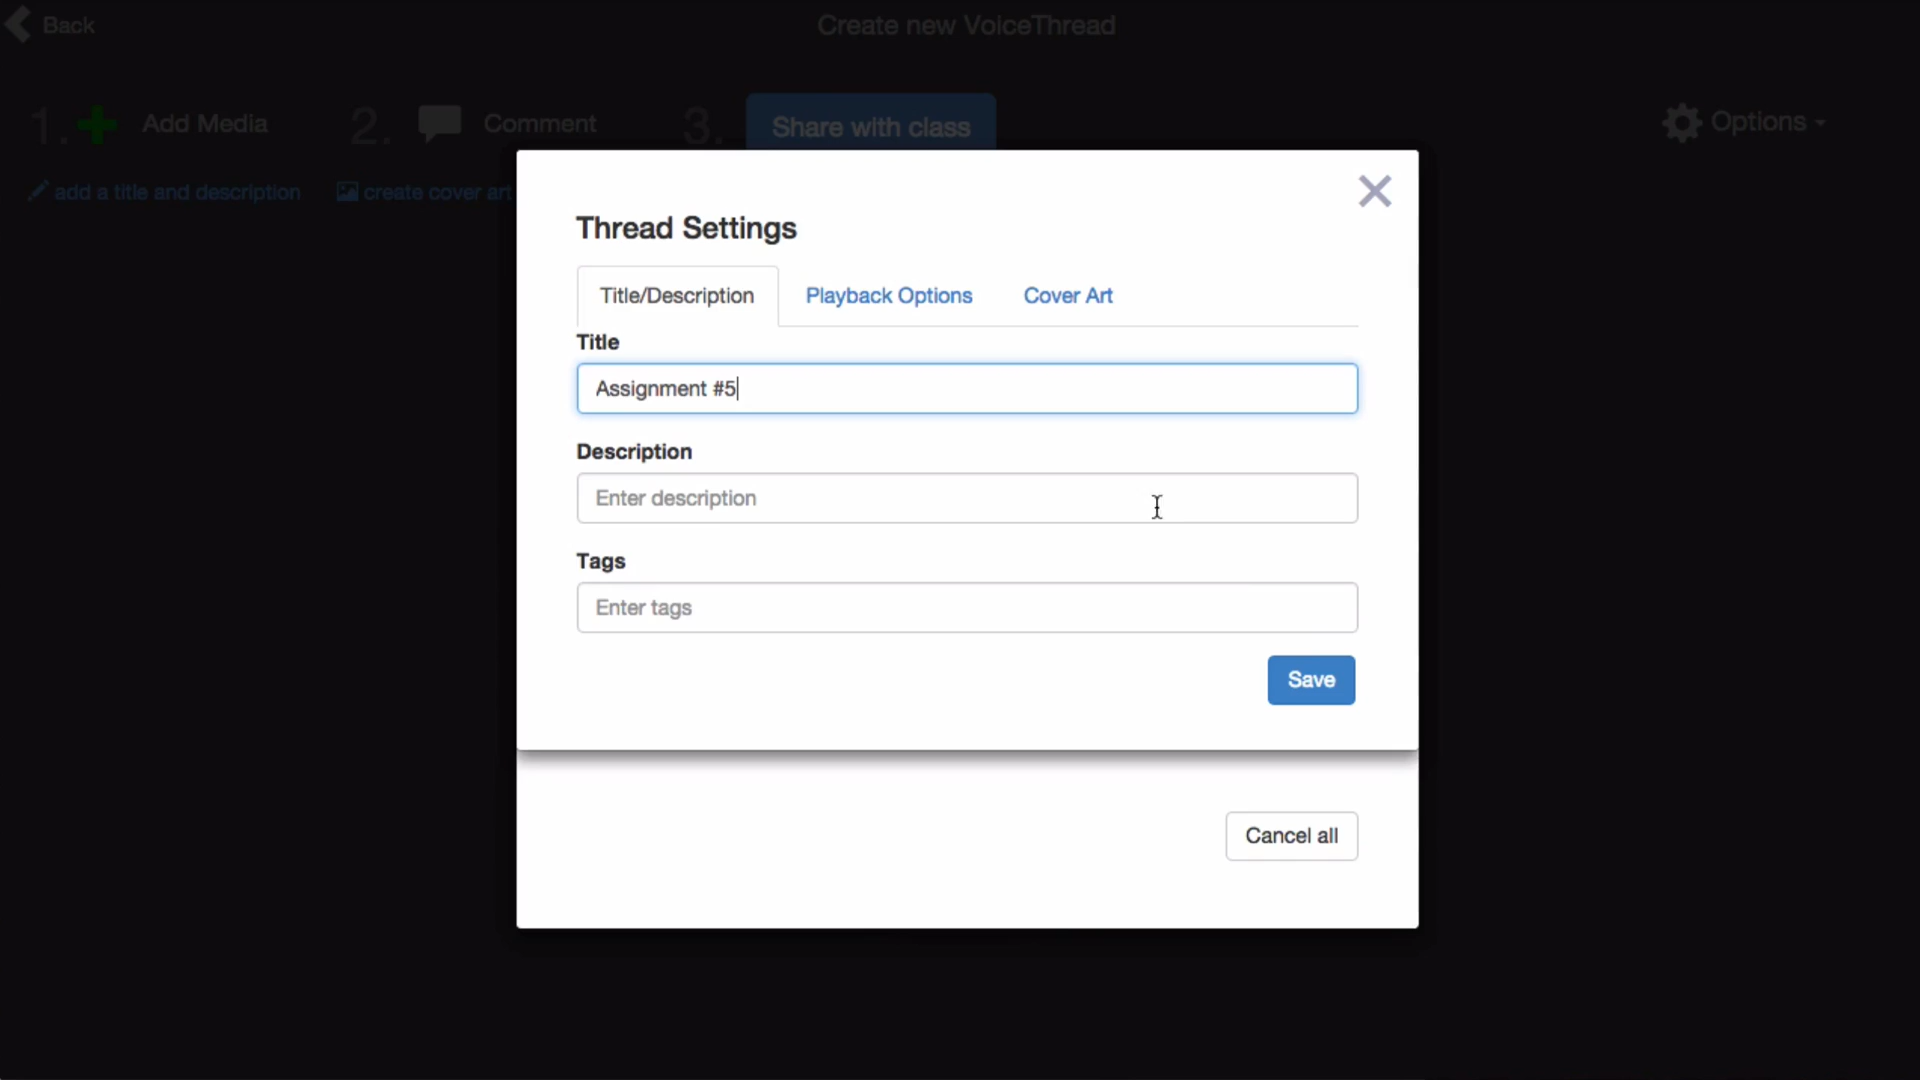 Back
Create new VoiceThread
1. Add Media 2. Comment 3. Share with class
Options
add a title and description create cover art
Thread Settings
Title/Description Playback Options Cover Art
Title
Assignment #5
Description
Enter description
Tags
Enter tags
Save
Cancel all